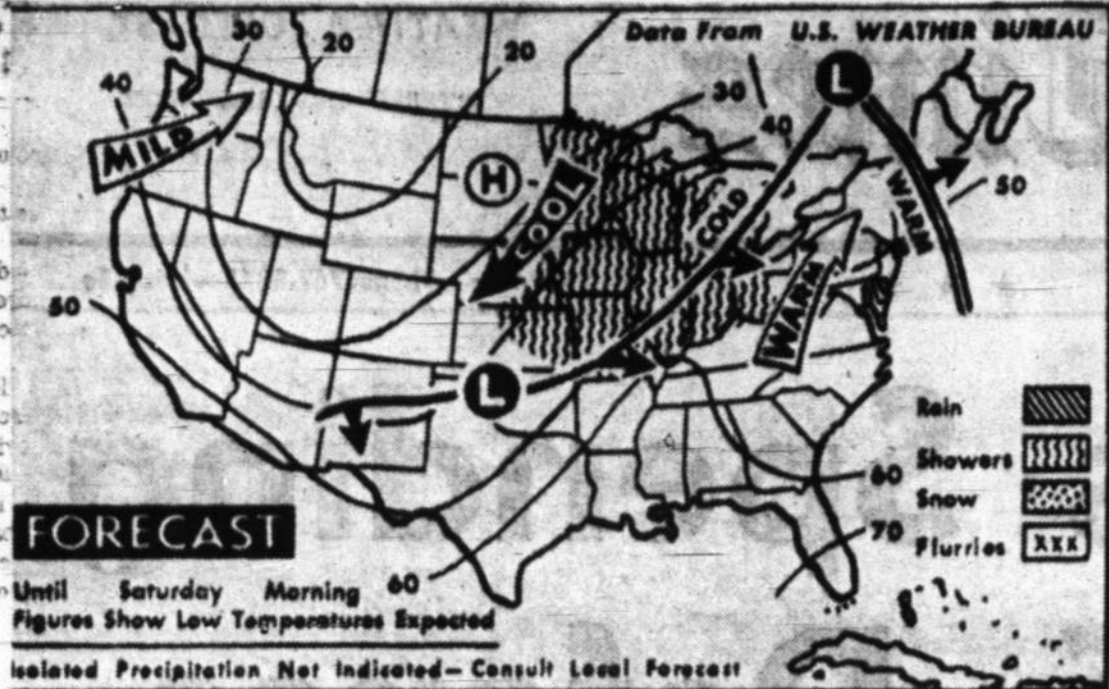 Data From U.S. WEATHER BUREAU
30
20
20
40
30
40
L
MILD
H
COOL
COLD
WARM
50
WARM
50
L
Rain
Showers
60
Snow
70
Flurries
XXX
FORECAST
60
Until Saturday Morning
Figures Show Low Temperatures Expected
Isolated Precipitation Not Indicated—Consult Local Forecast